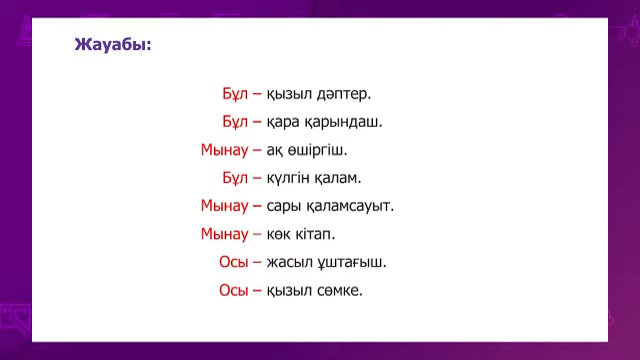 Жауабы:
Бұл – қызыл дәптер.
Бұл – қара қарындаш.
Мынау – ақ өшіргіш.
Бұл – күлгін қалам.
Мынау – сары қаламсауыт.
Мынау – көк кітап.
Осы – жасыл ұштағыш.
Осы – қызыл сөмке.